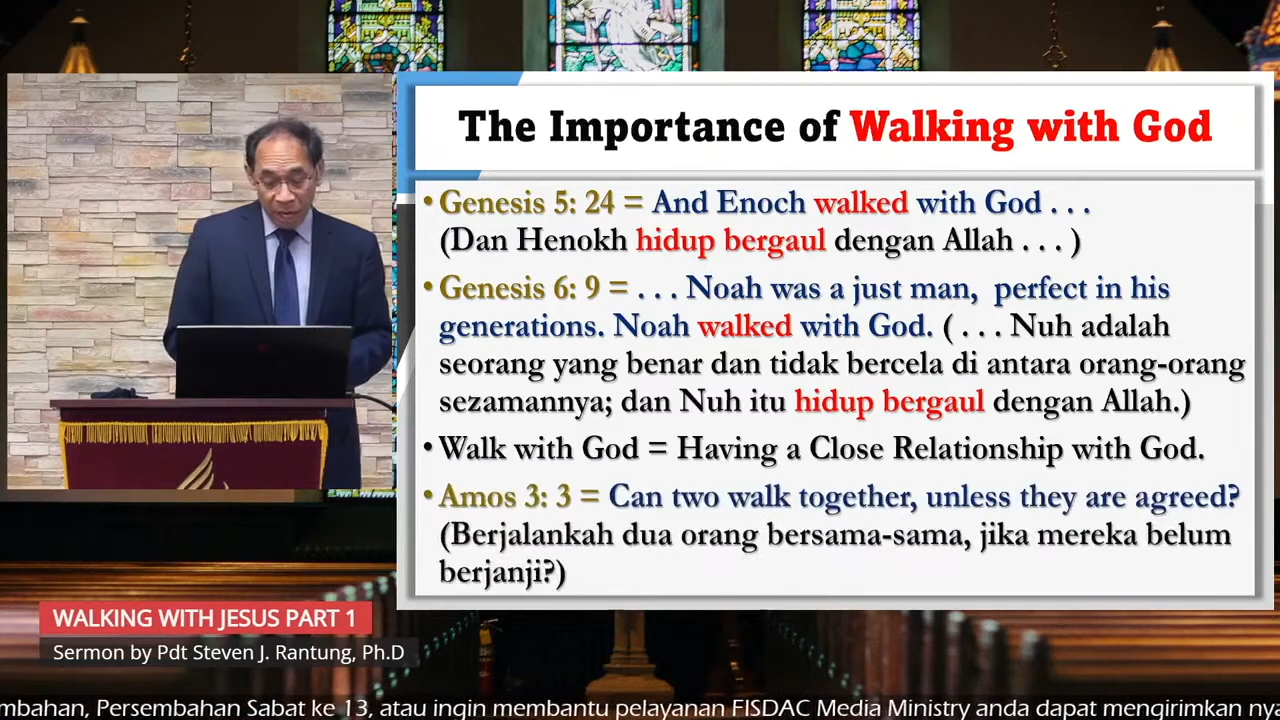 The Importance of Walking with God
• Genesis 5: 24 = And Enoch walked with God . . .
(Dan Henokh hidup bergaul dengan Allah . . . )
• Genesis 6: 9 = . . . Noah was a just man, perfect in his
generations. Noah walked with God. ( . . . Nuh adalah
seorang yang benar dan tidak bercela di antara orang-orang
sezamannya; dan Nuh itu hidup bergaul dengan Allah.)
• Walk with God = Having a Close Relationship with God.
• Amos 3: 3 = Can two walk together, unless they are agreed?
(Berjalankah dua orang bersama-sama, jika mereka belum
berjanji?)
WALKING WITH JESUS PART 1
Sermon by Pdt Steven J. Rantung, Ph.D
mbahan, Persembahan Sabat ke 13, atau ingin membantu pelayanan FISDAC Media Ministry anda dapat mengirimkan nya